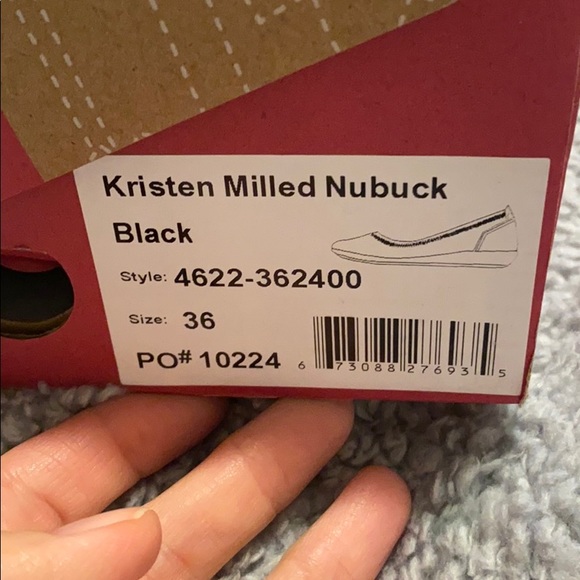 Kristen Milled Nubuck
Black
Style: 4622-362400
Size: 36
PO# 10224
6 73088 27693 5